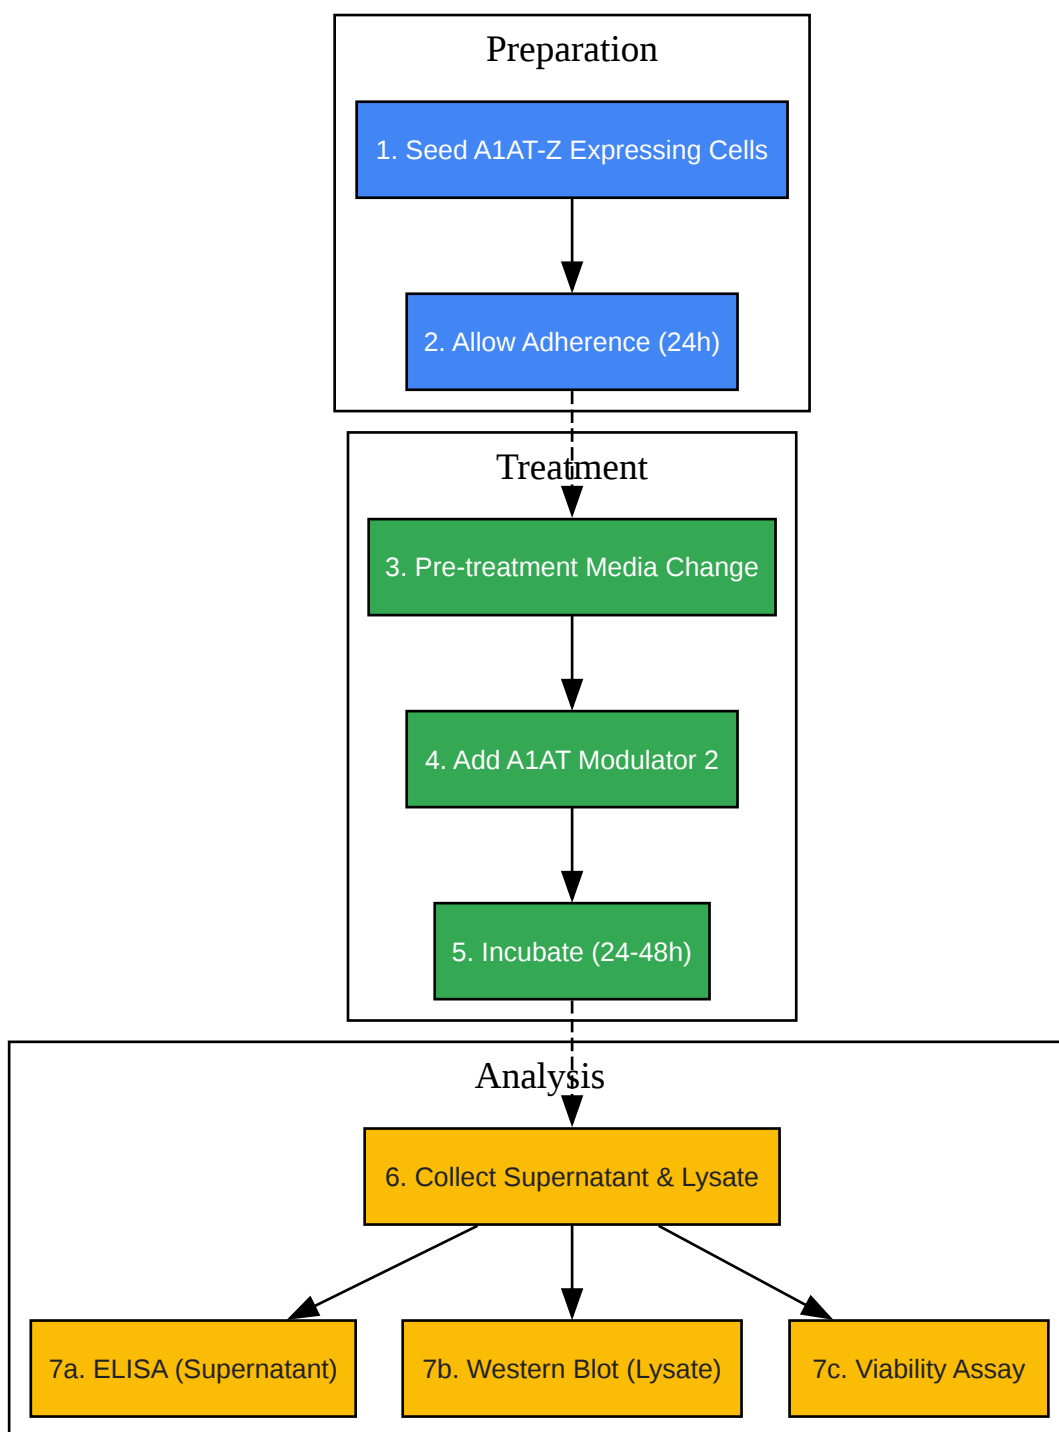 Preparation
1. Seed A1AT-Z Expressing Cells
2. Allow Adherence (24h)
Treatment
3. Pre-treatment Media Change
4. Add A1AT Modulator 2
5. Incubate (24-48h)
Analysis
6. Collect Supernatant & Lysate
7a. ELISA (Supernatant)
7b. Western Blot (Lysate)
7c. Viability Assay